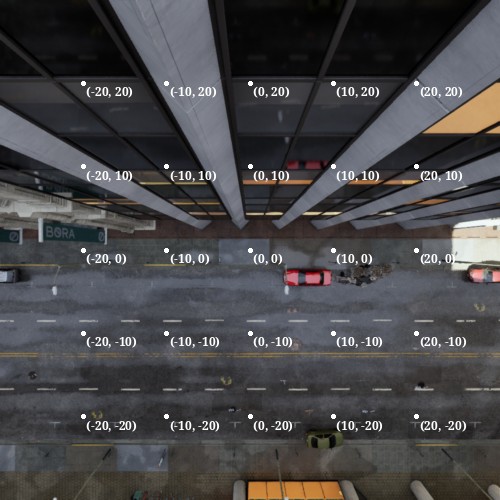 (-20, 20) (-10, 20) (0, 20) (10, 20) (20, 20)
(-20, 10) (-10, 10) (0, 10) (10, 10) (20, 10)
BORA
(-20, 0) (-10, 0) (0, 0) (10, 0) (20, 0)
(-20, -10) (-10, -10) (0, -10) (10, -10) (20, -10)
(-20, -20) (-10, -20) (0, -20) (10, -20) (20, -20)